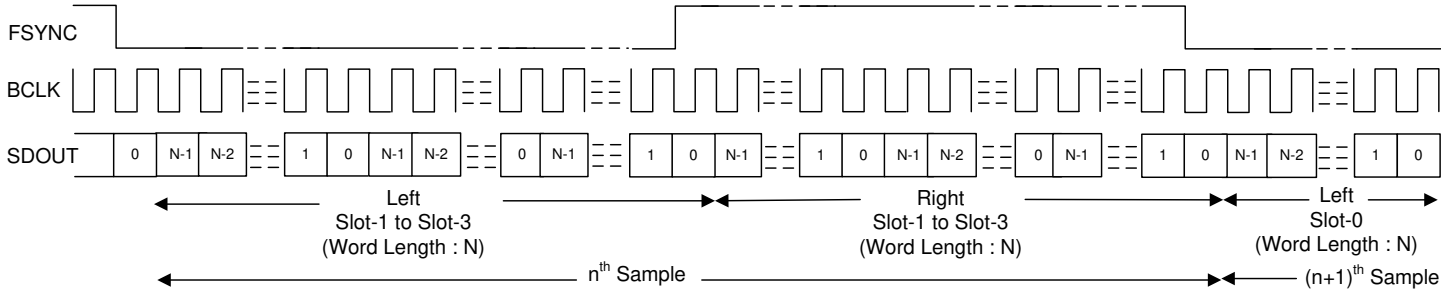 FSYNC
BCLK
SDOUT
0 N-1 N-2 1 0 N-1 N-2 0 N-1 1 0 N-1 1 0 N-1 N-2 0 N-1 1 0 N-1 N-2 1 0
Left
Slot-1 to Slot-3
(Word Length : N)
Right
Slot-1 to Slot-3
(Word Length : N)
Left
Slot-0
(Word Length : N)
nth Sample
(n+1)th Sample